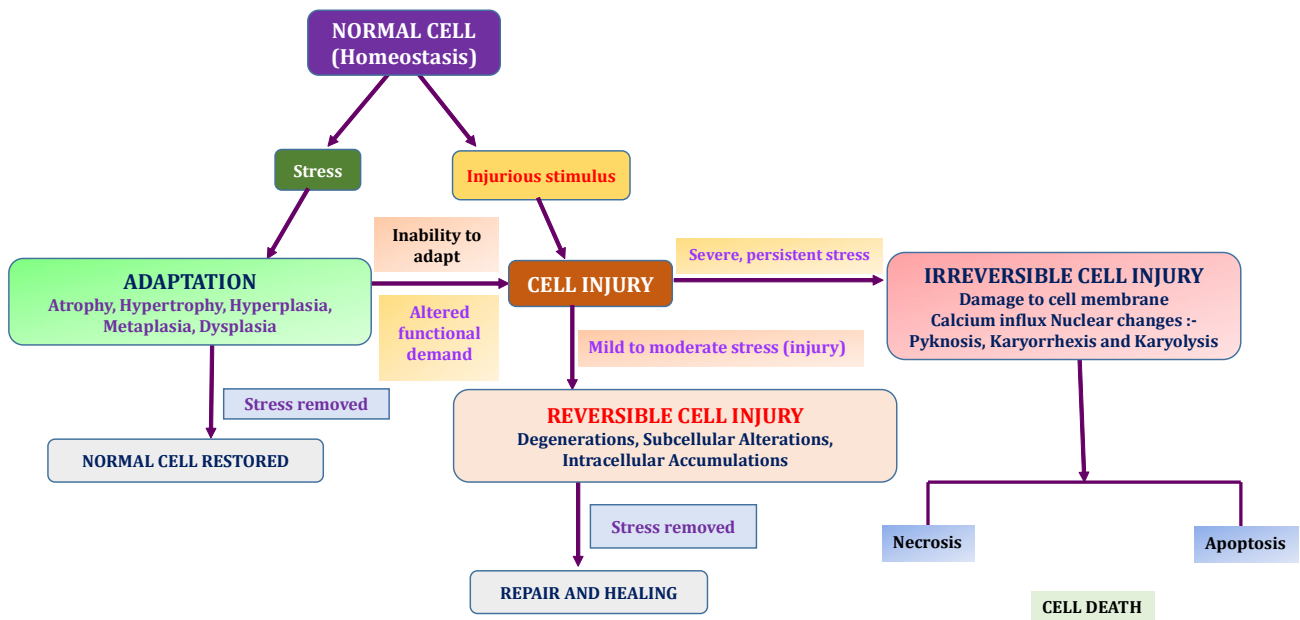 NORMAL CELL
(Homeostasis)
Stress
Injurious stimulus
Inability to
adapt
Severe, persistent stress
ADAPTATION
Atrophy, Hypertrophy, Hyperplasia,
Metaplasia, Dysplasia
CELL INJURY
IRREVERSIBLE CELL INJURY
Damage to cell membrane
Calcium influx Nuclear changes :-
Pyknosis, Karyorrhexis and Karyolysis
Altered
functional
demand
Mild to moderate stress (injury)
Stress removed
REVERSIBLE CELL INJURY
Degenerations, Subcellular Alterations,
Intracellular Accumulations
NORMAL CELL RESTORED
Stress removed
Necrosis
Apoptosis
REPAIR AND HEALING
CELL DEATH